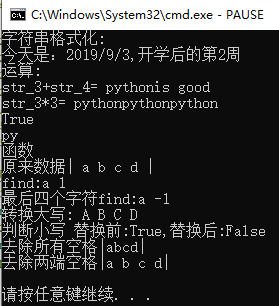 C:\Windows\System32\cmd.exe - PAUSE
字符串格式化:
今天是：2019/9/3,开学后的第2周
运算:
str_3+str_4= pythonis good
str_3*3= pythonpythonpython
True
py
函数
原来数据| a b c d |
find:a 1
最后四个字符find:a -1
转换大写: A B C D
判断小写 替换前:True,替换后:False
去除所有空格|abcd|
去除两端空格|a b c d|
请按任意键继续. . .